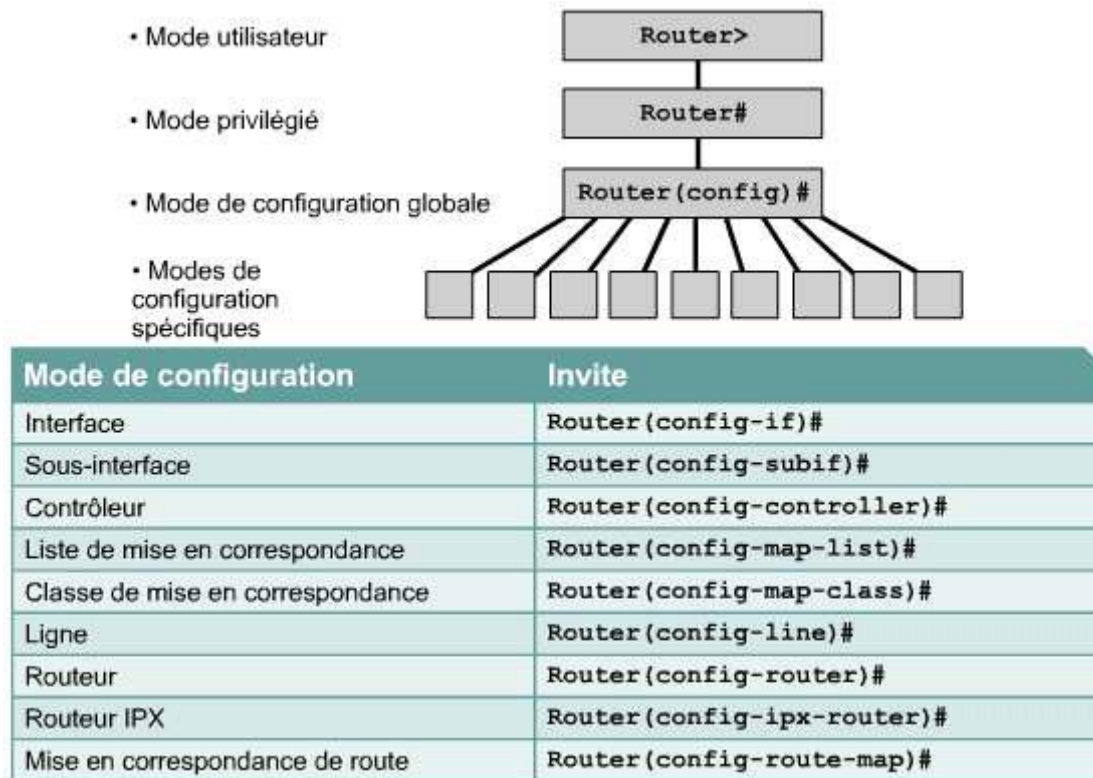 • Mode utilisateur
Router>
• Mode privilégié
Router#
• Mode de configuration globale
Router(config)#
• Modes de
configuration
spécifiques
Mode de configuration Invite
Interface Router(config-if)#
Sous-interface Router(config-subif)#
Contrôleur Router(config-controller)#
Liste de mise en correspondance Router(config-map-list)#
Classe de mise en correspondance Router(config-map-class)#
Ligne Router(config-line)#
Routeur Router(config-router)#
Routeur IPX Router(config-ipx-router)#
Mise en correspondance de route Router(config-route-map)#